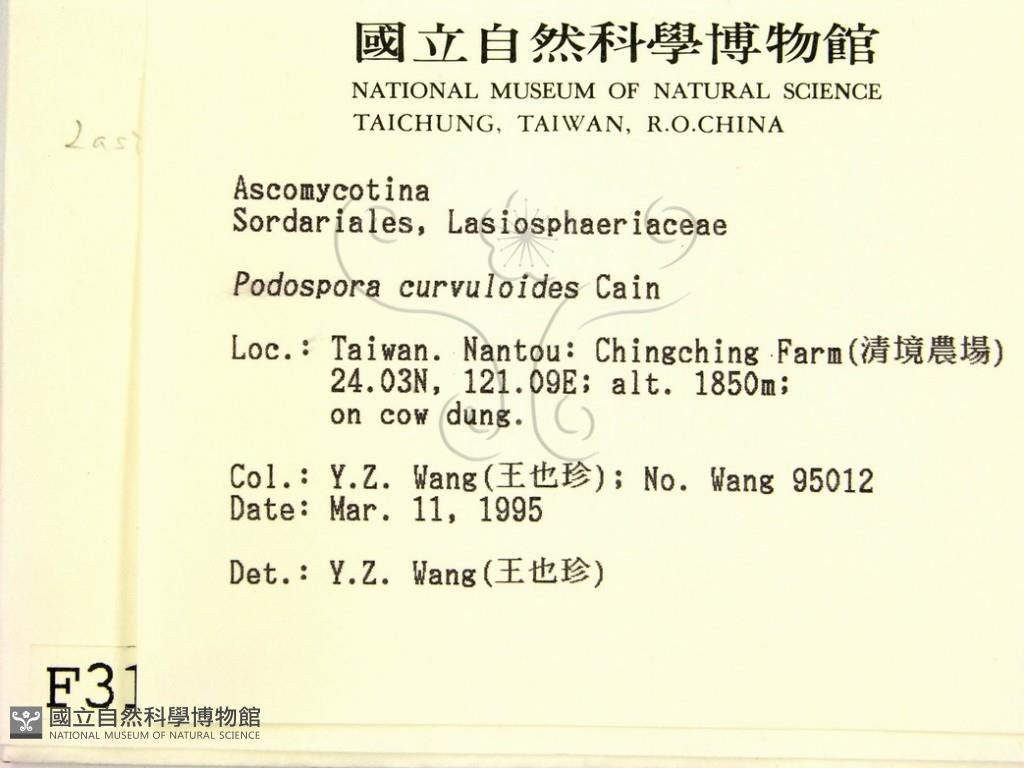 國立自然科學博物館
NATIONAL MUSEUM OF NATURAL SCIENCE
TAICHUNG, TAIWAN, R.O.CHINA
Ascomycotina
Sordariales, Lasiosphaeriaceae
Podospora curvuloides Cain
Loc.: Taiwan. Nantou: Chingching Farm(清境農場)
24.03N, 121.09E; alt. 1850m;
on cow dung.
Col.: Y.Z. Wang(王也珍); No. Wang 95012
Date: Mar. 11, 1995
Det.: Y.Z. Wang(王也珍)
F31
國立自然科學博物館
NATIONAL MUSEUM OF NATURAL SCIENCE